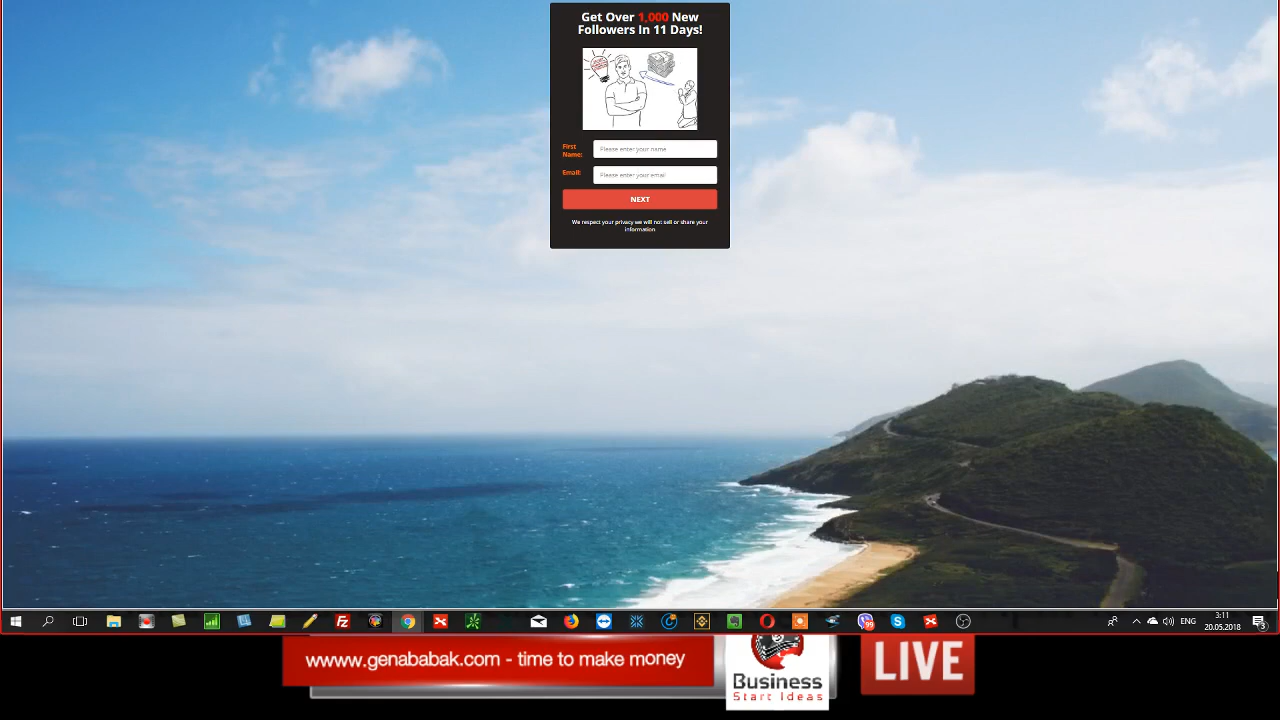 Get Over 1,000 New
Followers In 11 Days!
First
Name:
Please enter your name
Email:
Please enter your email
NEXT
We respect your privacy we will not sell or share your
information
ENG
3:11
20.05.2018
99
wwww.genababak.com - time to make money
Business
Start Ideas
LIVE